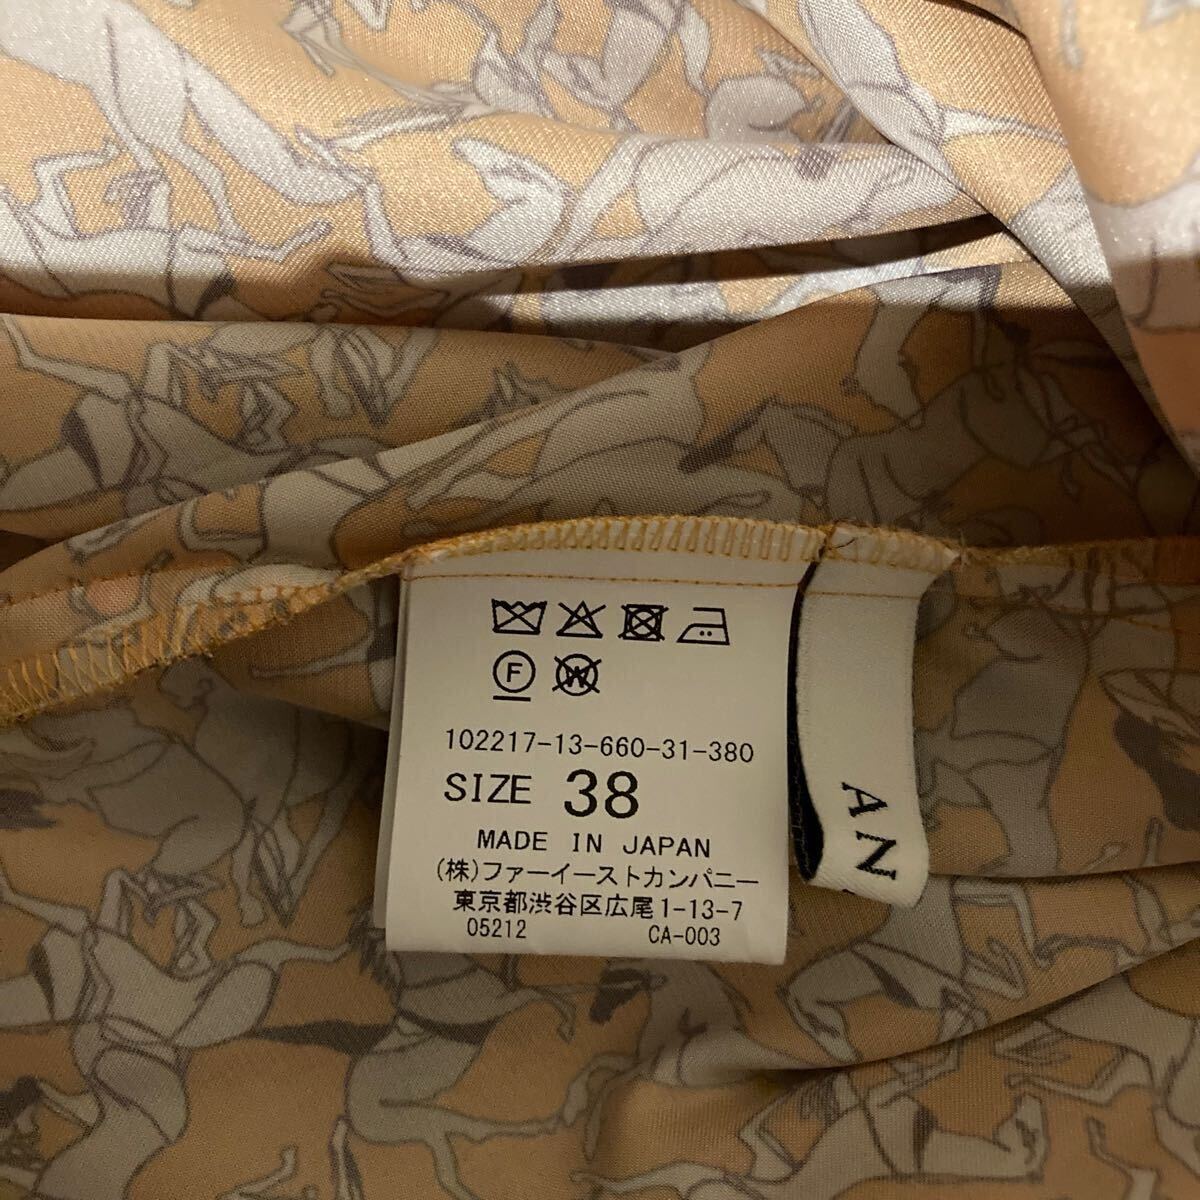 F
W
102217-13-660-31-380
SIZE 38
MADE IN JAPAN
(株)ファーイーストカンパニー
東京都渋谷区広尾1-13-7
05212 CA-003
AN